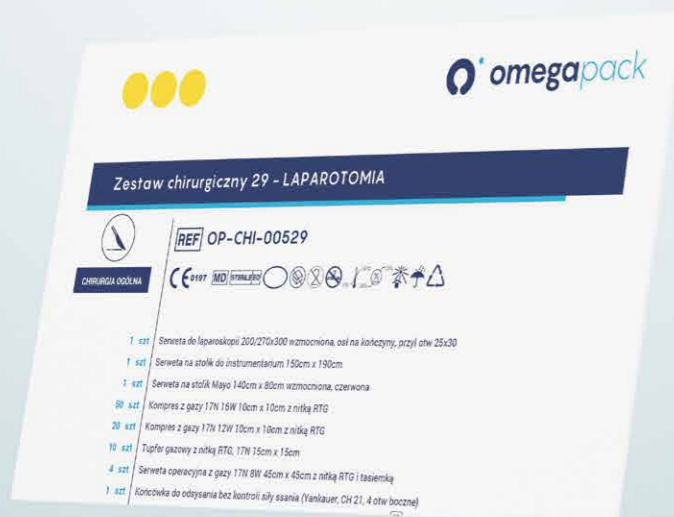 omegapack
Zestaw chirurgiczny 29 - LAPAROTOMIA
REF OP-CHI-00529
CHIRURGIA OGÓLNA
CE 0197 MD STERILE EO
1 szt Serweta do laparoskopii 200/270x300 wzmocniona, osł na kończyny, przyl otw 25x30
1 szt Serweta na stolik do instrumentarium 150cm x 190cm
1 szt Serweta na stolik Mayo 140cm x 80cm wzmocniona, czerwona
50 szt Kompres z gazy 17N 16W 10cm x 10cm z nitką RTG
20 szt Kompres z gazy 17N 12W 10cm x 10cm z nitką RTG
10 szt Tupfer gazowy z nitką RTG, 17N 15cm x 15cm
4 szt Serweta operacyjna z gazy 17N 8W 45cm x 45cm z nitką RTG i tasiemką
1 szt Końcówka do odsysania bez kontroli siły ssania (Yankauer, CH 21, 4 otw boczne)